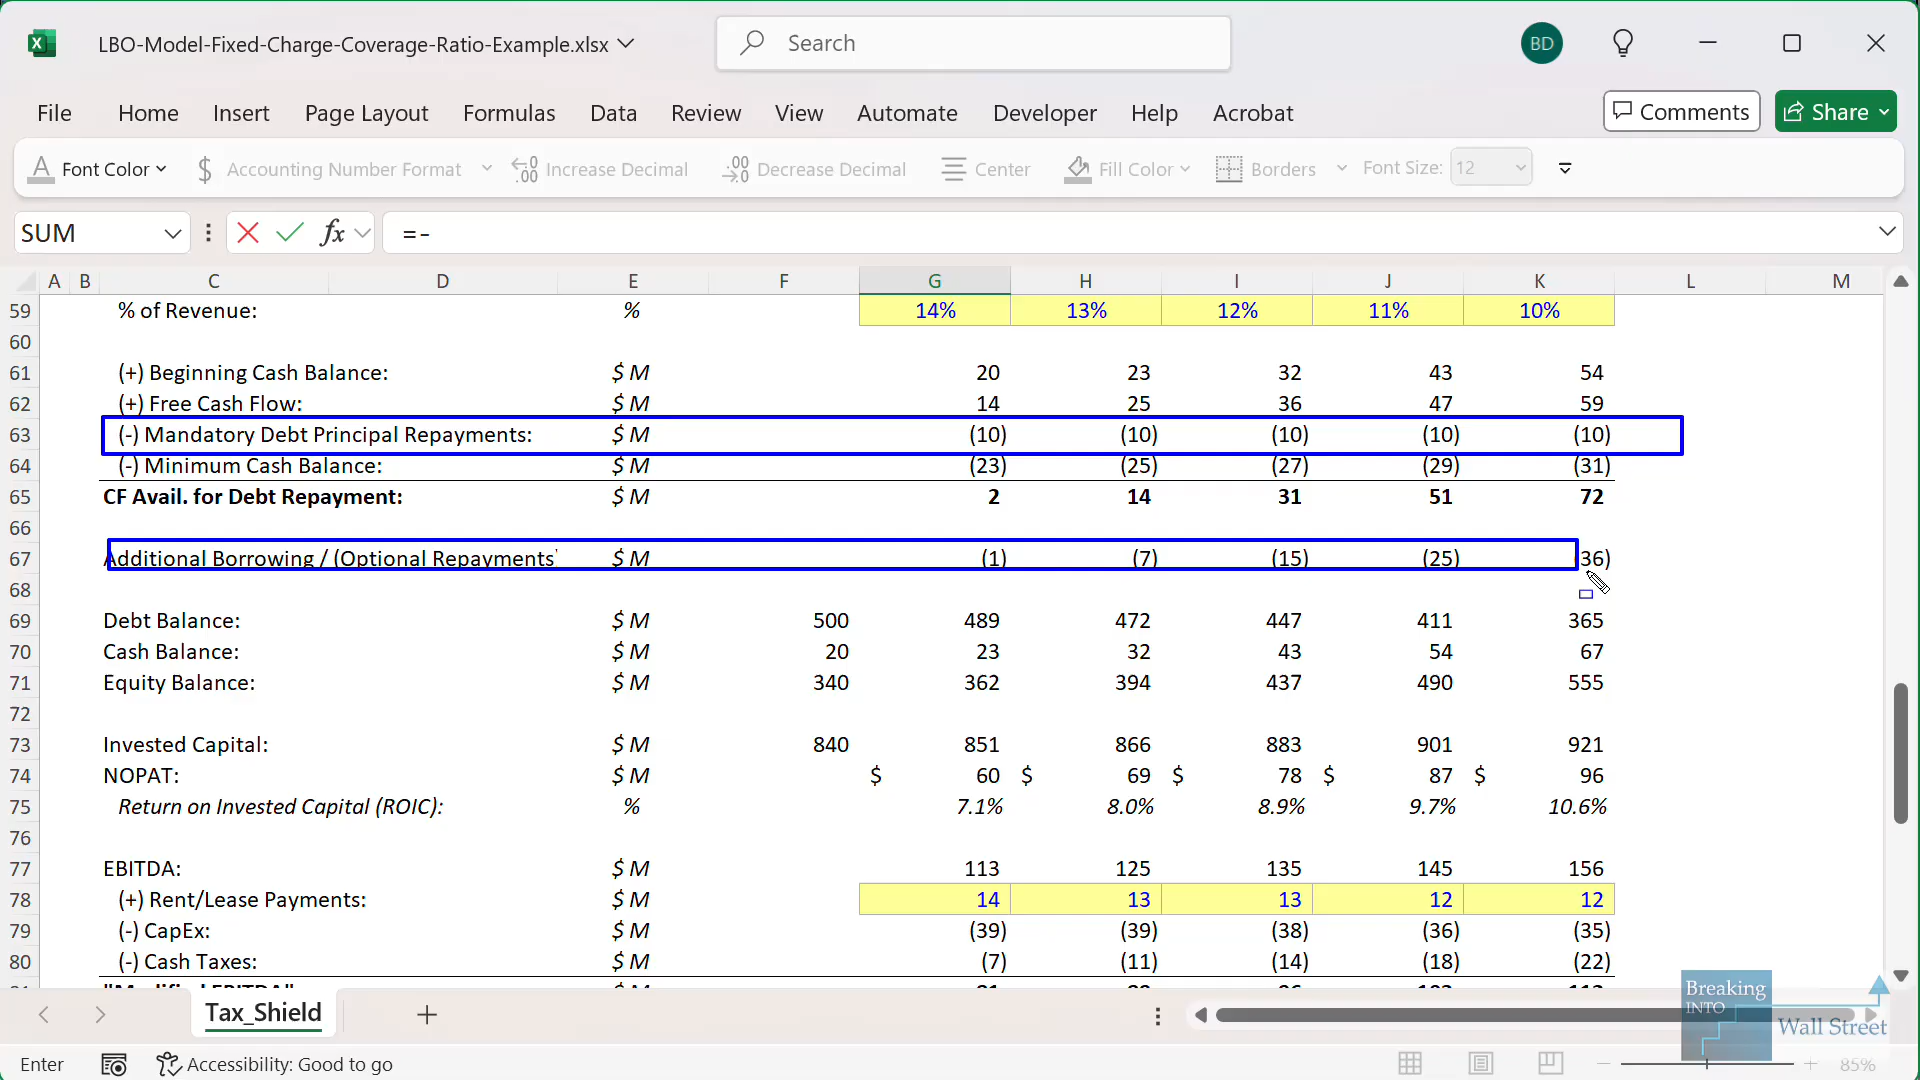 LBO-Model-Fixed-Charge-Coverage-Ratio-Example.xlsx
Search
BD
File Home Insert Page Layout Formulas Data Review View Automate Developer Help Acrobat Comments Share
A Font Color $ Accounting Number Format Increase Decimal Decrease Decimal Center Fill Color Borders Font Size: 12
SUM fx =-
A B C D E F G H I J K L M
59 % of Revenue: % 14% 13% 12% 11% 10%
60
61 (+) Beginning Cash Balance: $ M 20 23 32 43 54
62 (+) Free Cash Flow: $ M 14 25 36 47 59
63 (-) Mandatory Debt Principal Repayments: $ M (10) (10) (10) (10) (10)
64 (-) Minimum Cash Balance: $ M (23) (25) (27) (29) (31)
65 CF Avail. for Debt Repayment: $ M 2 14 31 51 72
66
67 Additional Borrowing / (Optional Repayments) $ M (1) (7) (15) (25) (36)
68
69 Debt Balance: $ M 500 489 472 447 411 365
70 Cash Balance: $ M 20 23 32 43 54 67
71 Equity Balance: $ M 340 362 394 437 490 555
72
73 Invested Capital: $ M 840 851 866 883 901 921
74 NOPAT: $ M $ 60 $ 69 $ 78 $ 87 $ 96
75 Return on Invested Capital (ROIC): % 7.1% 8.0% 8.9% 9.7% 10.6%
76
77 EBITDA: $ M 113 125 135 145 156
78 (+) Rent/Lease Payments: $ M 14 13 13 12 12
79 (-) CapEx: $ M (39) (39) (38) (36) (35)
80 (-) Cash Taxes: $ M (7) (11) (14) (18) (22)
Tax_Shield
Breaking
INTO
Wall Street
Enter Accessibility: Good to go 85%